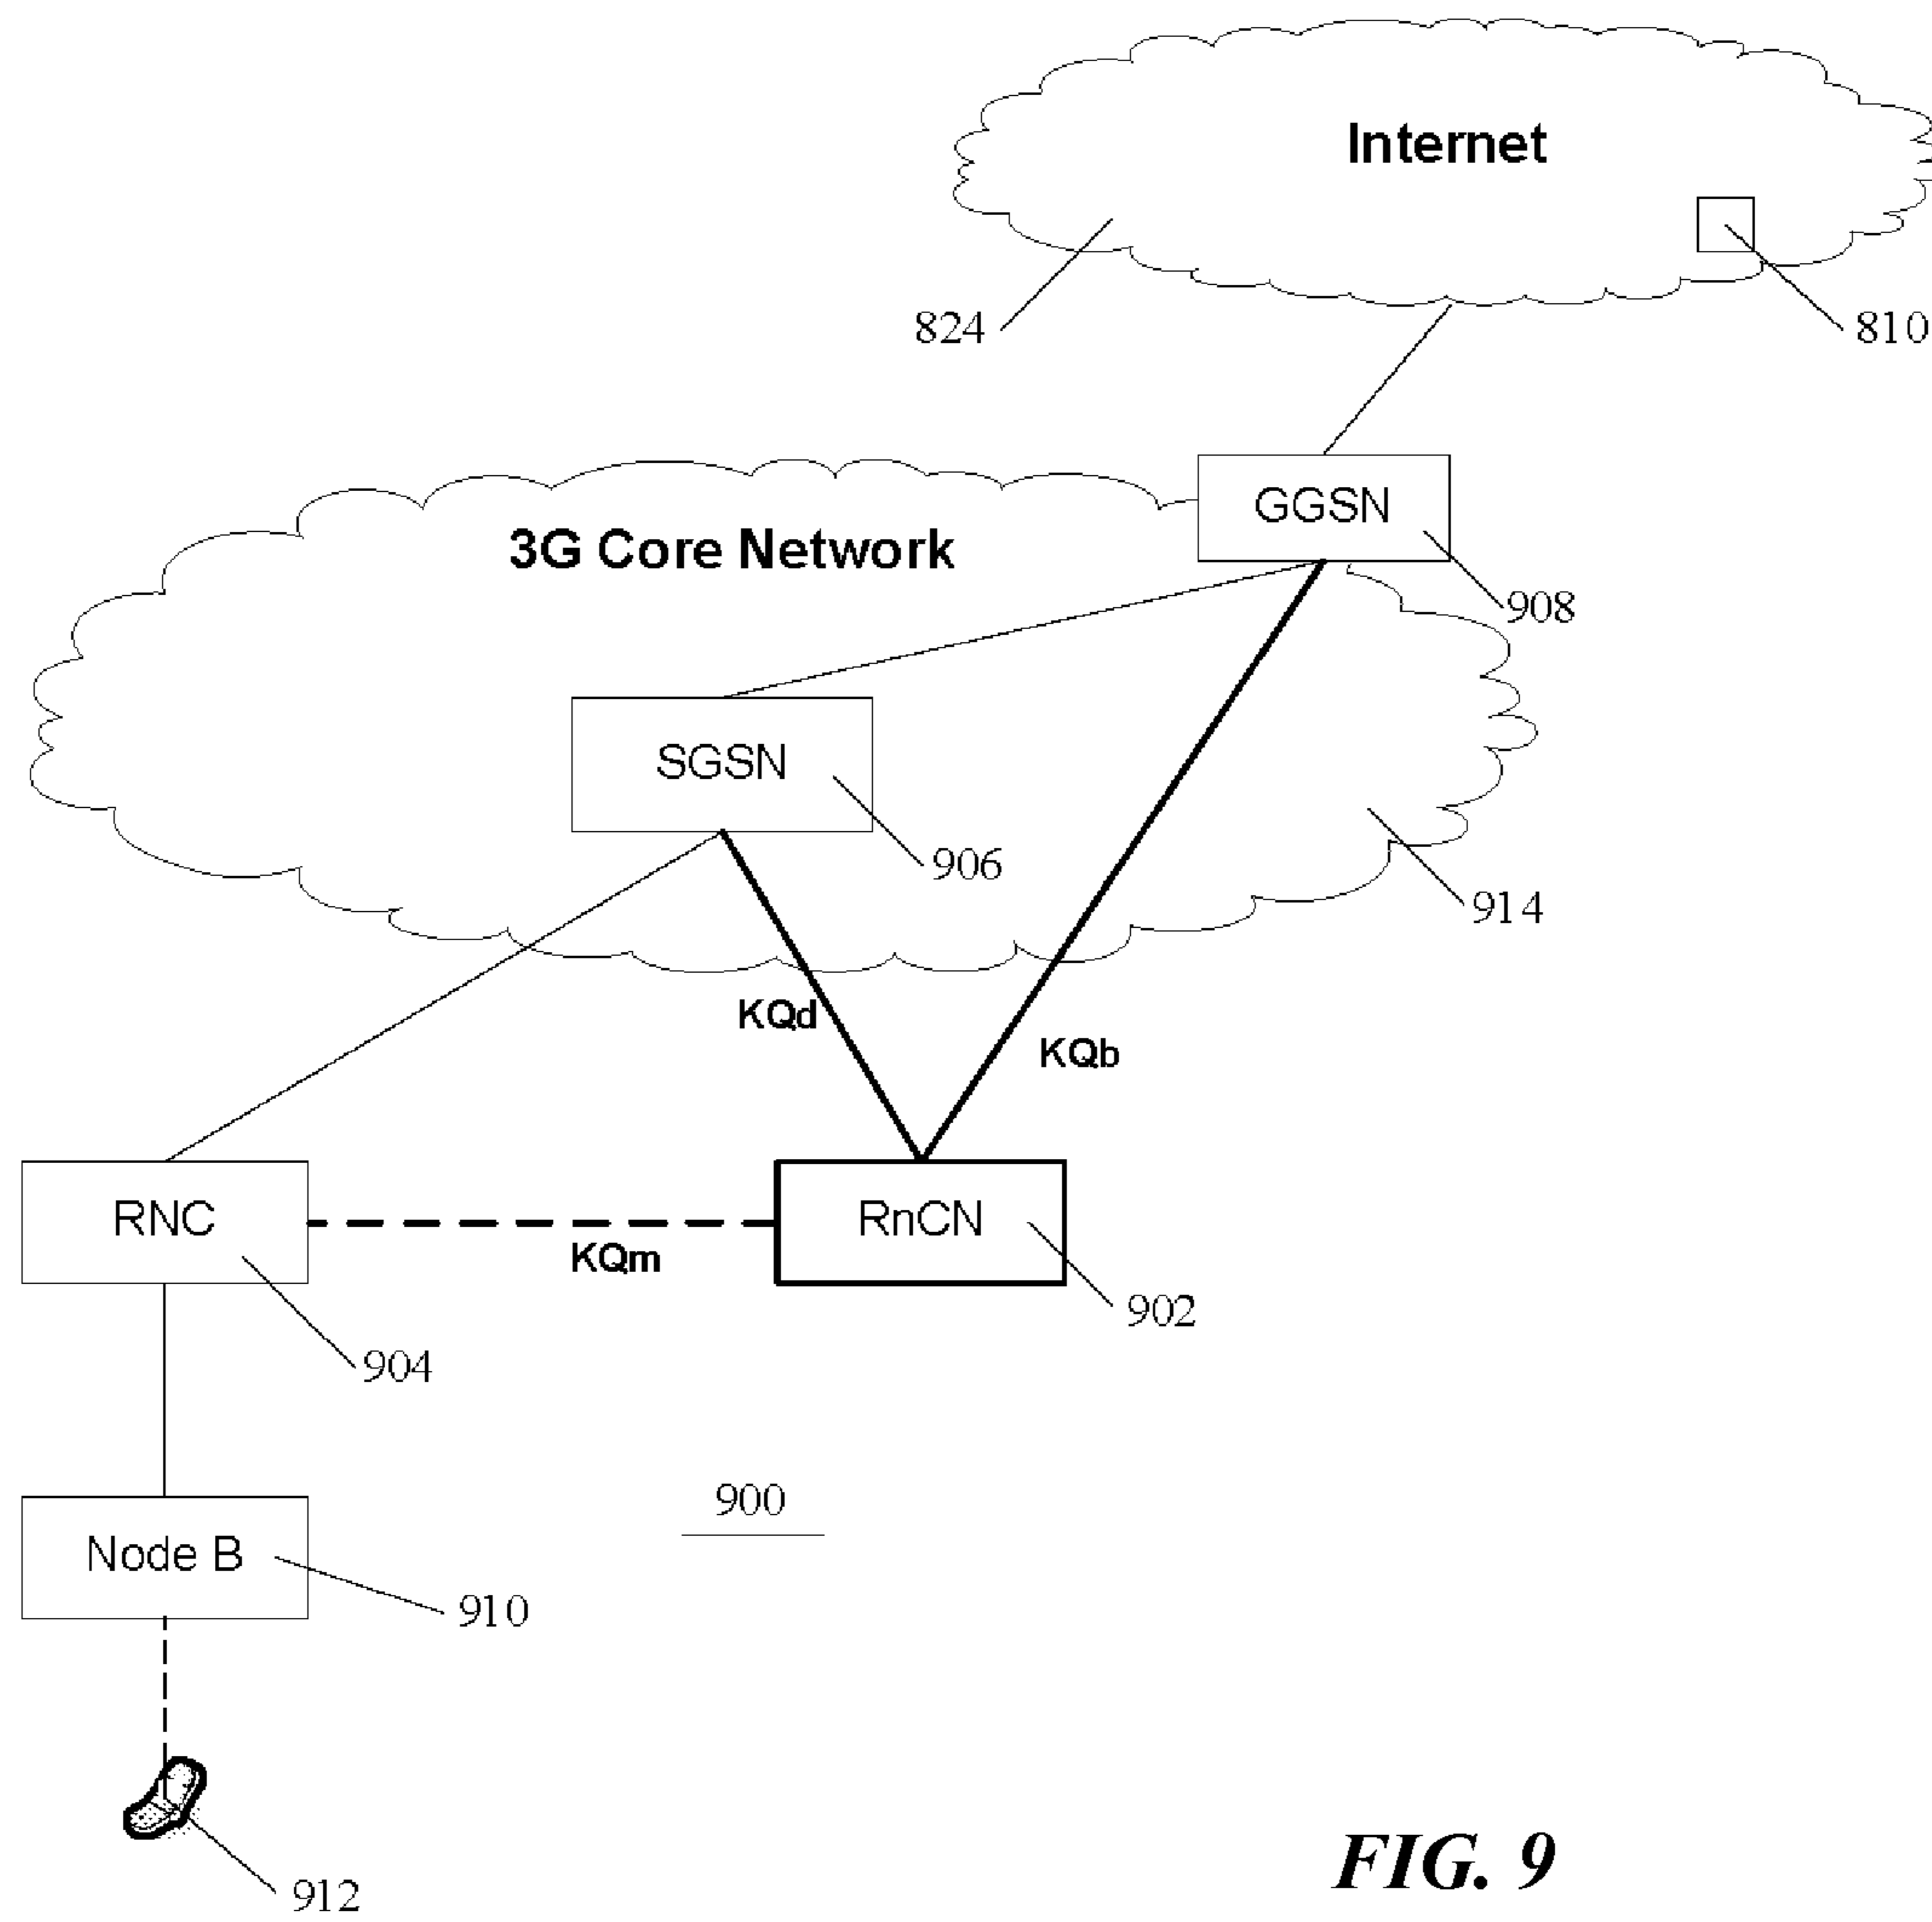 Internet
824
810
GGSN
3G Core Network
908
SGSN
906
914
KQd
KQb
RNC
RnCN
KQm
902
904
900
Node B
910
912
FIG. 9